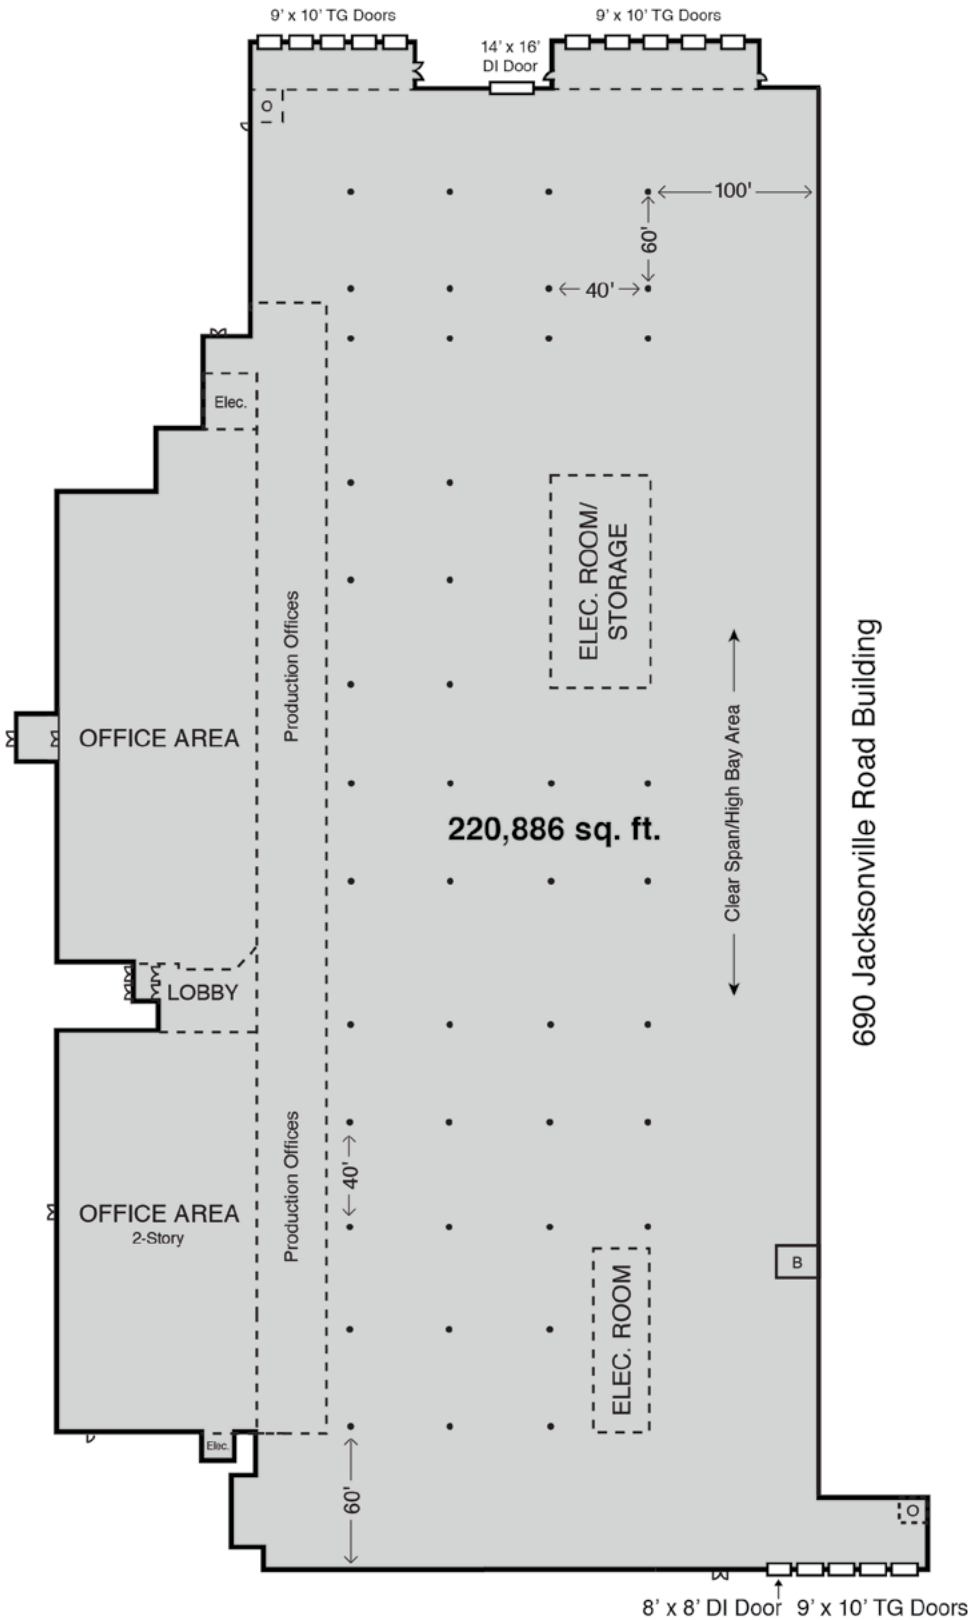 9' x 10' TG Doors
9' x 10' TG Doors
14' x 16'
DI Door
O
100'
60'
40'
Elec.
ELEC. ROOM/
STORAGE
Production Offices
OFFICE AREA
Clear Span/High Bay Area
220,886 sq. ft.
690 Jacksonville Road Building
LOBBY
Production Offices
40'
OFFICE AREA
2-Story
B
ELEC. ROOM
Elec.
60'
O
8' x 8' DI Door
9' x 10' TG Doors